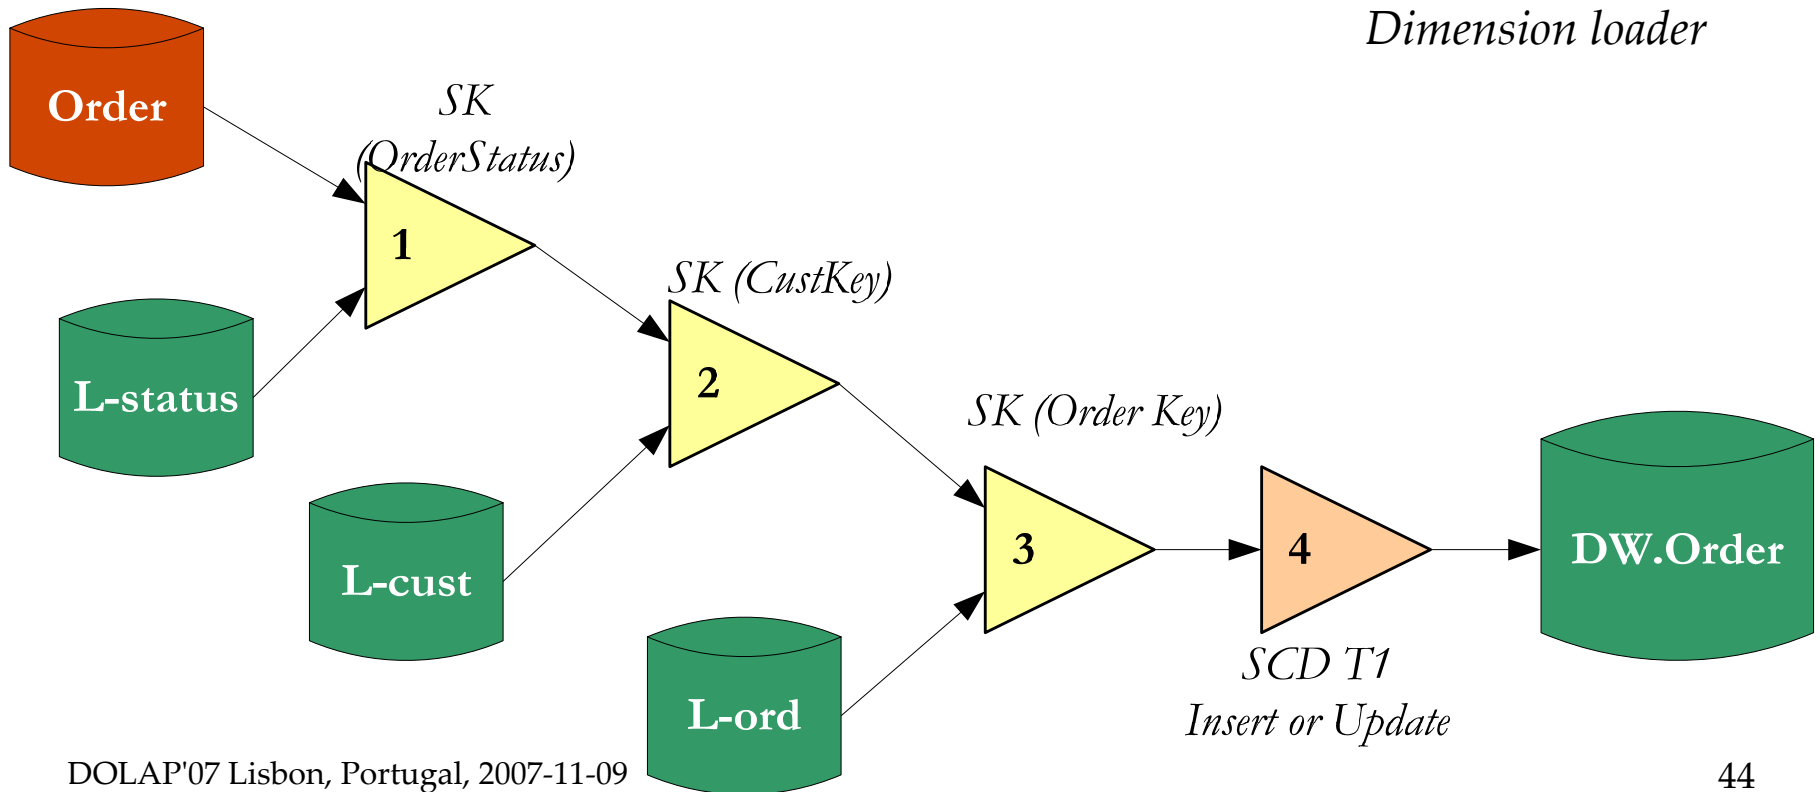 Dimension loader
Order
SK
(OrderStatus)
1
SK (CustKey)
L-status
2
SK (Order Key)
L-cust
3
4
DW.Order
SCD T1
Insert or Update
L-ord
DOLAP'07 Lisbon, Portugal, 2007-11-09
44